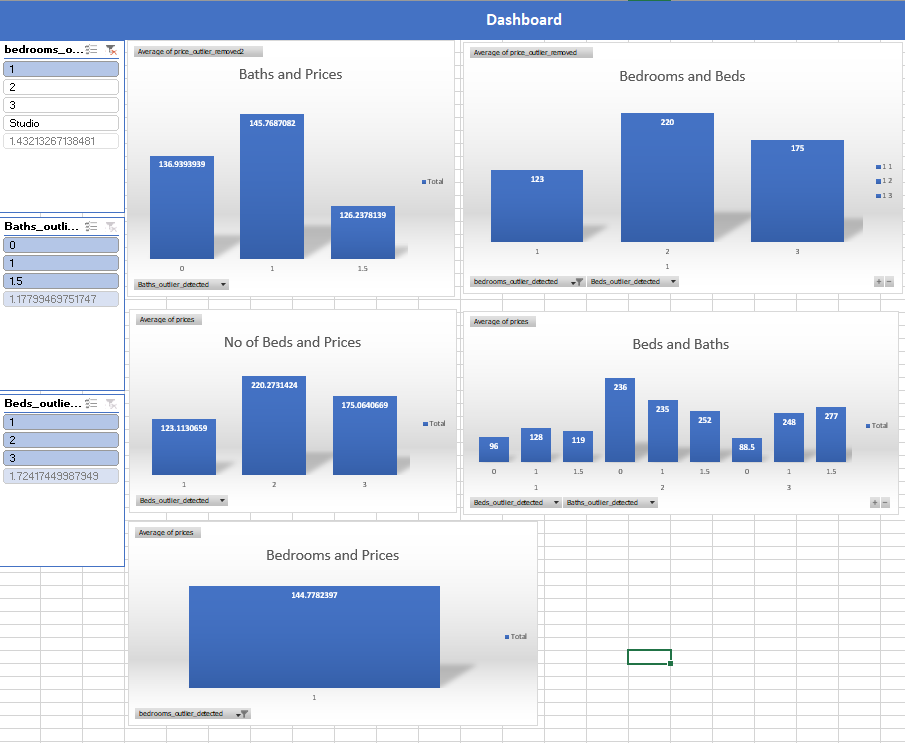 Dashboard
bedrooms_o...
1
2
3
Studio
1.43213267138481
Baths_outli...
0
1
1.5
1.17799469751747
Beds_outlie...
1
2
3
1.72417449987949
Average of price_outlier_removed2
Baths and Prices
136.9393939
145.7687082
126.2378139
Total
0 1 1.5
Baths_outlier_detected
Average of price_outlier_removed
Bedrooms and Beds
123
220
175
1 1
1 2
1 3
1 2 3
1
bedrooms_outlier_detected Beds_outlier_detected
Average of prices
No of Beds and Prices
123.1130659
220.2731424
175.0640669
Total
1 2 3
Beds_outlier_detected
Average of prices
Beds and Baths
96 128 119 236 235 252 88.5 248 277
Total
0 1 1.5 0 1 1.5 0 1 1.5
1 2 3
Beds_outlier_detected Baths_outlier_detected
Average of prices
Bedrooms and Prices
144.7782397
Total
1
bedrooms_outlier_detected